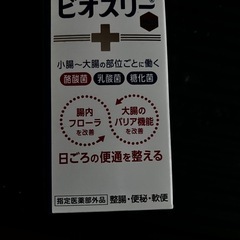 ビオスリー
小腸～大腸の部位ごとに働く
酪酸菌 乳酸菌 糖化菌
腸内
フローラ
を改善
大腸の
バリア機能
を改善
日ごろの便通を整える
指定医薬部外品 整腸・便秘・軟便